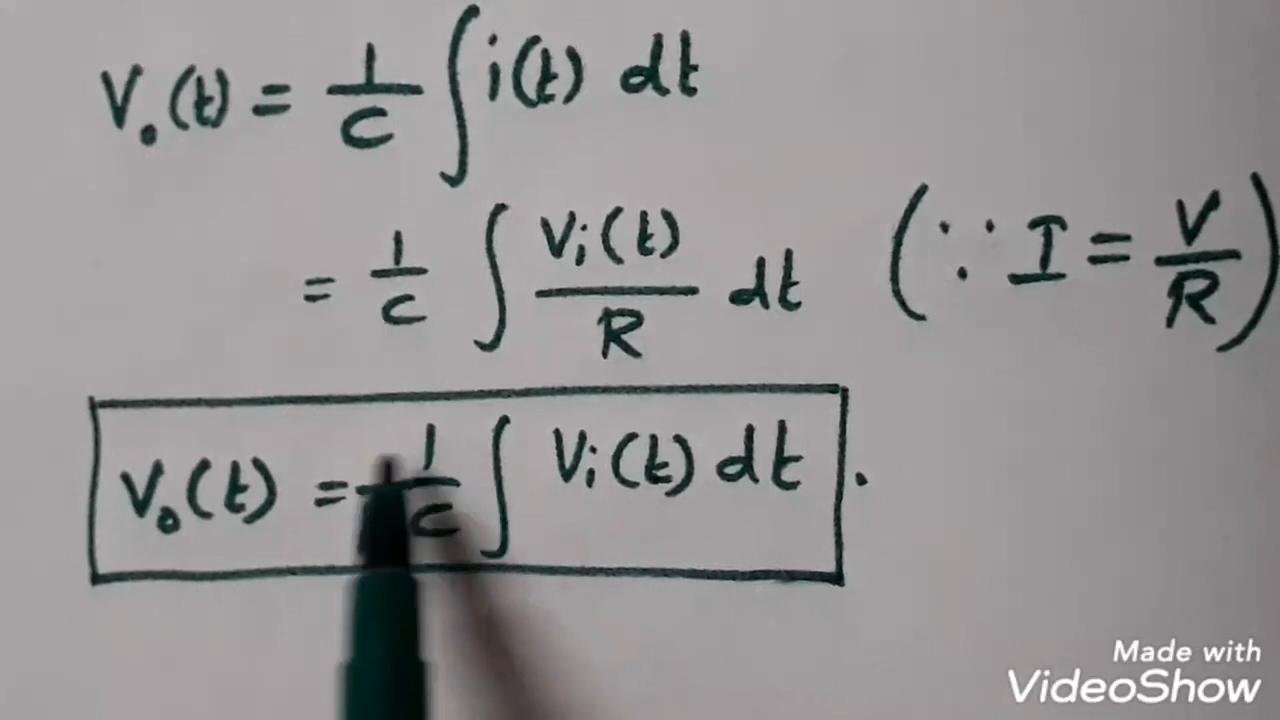 V₀(t) = 1/C ∫ i(t) dt
= 1/C ∫ Vi(t)/R dt (∵ I = V/R)
V₀(t) = 1/ C ∫ Vi(t) dt .
Made with
VideoShow